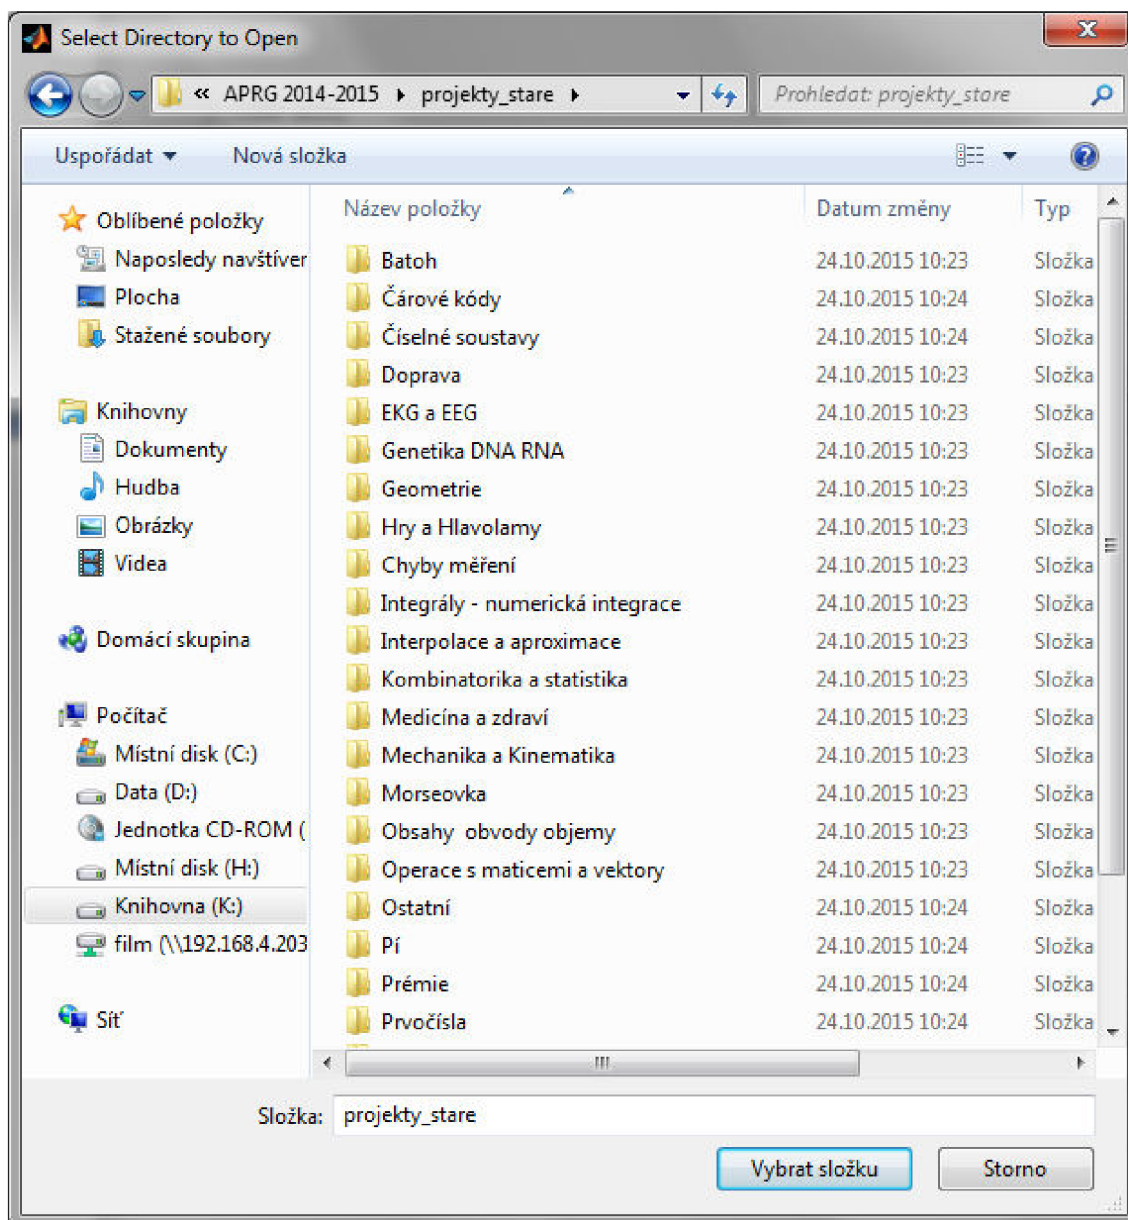 Select Directory to Open
« APRG 2014-2015 projekty_stare
Prohledat: projekty_stare
Uspořádat
Nová složka
Oblíbené položky
Naposledy navštíver
Plocha
Stažené soubory
Knihovny
Dokumenty
Hudba
Obrázky
Videa
Domácí skupina
Počítač
Místní disk (C:)
Data (D:)
Jednotka CD-ROM (
Místní disk (H:)
Knihovna (K:)
film (\\192.168.4.203
Síť
Název položky Datum změny Typ
Batoh 24.10.2015 10:23 Složka
Čárové kódy 24.10.2015 10:24 Složka
Číselné soustavy 24.10.2015 10:24 Složka
Doprava 24.10.2015 10:23 Složka
EKG a EEG 24.10.2015 10:23 Složka
Genetika DNA RNA 24.10.2015 10:23 Složka
Geometrie 24.10.2015 10:23 Složka
Hry a Hlavolamy 24.10.2015 10:23 Složka
Chyby měření 24.10.2015 10:23 Složka
Integrály - numerická integrace 24.10.2015 10:23 Složka
Interpolace a aproximace 24.10.2015 10:23 Složka
Kombinatorika a statistika 24.10.2015 10:23 Složka
Medicína a zdraví 24.10.2015 10:23 Složka
Mechanika a Kinematika 24.10.2015 10:23 Složka
Morseovka 24.10.2015 10:23 Složka
Obsahy  obvody objemy 24.10.2015 10:23 Složka
Operace s maticemi a vektory 24.10.2015 10:23 Složka
Ostatní 24.10.2015 10:24 Složka
Pí 24.10.2015 10:24 Složka
Prémie 24.10.2015 10:24 Složka
Prvočísla 24.10.2015 10:24 Složka
Složka: projekty_stare
Vybrat složku
Storno